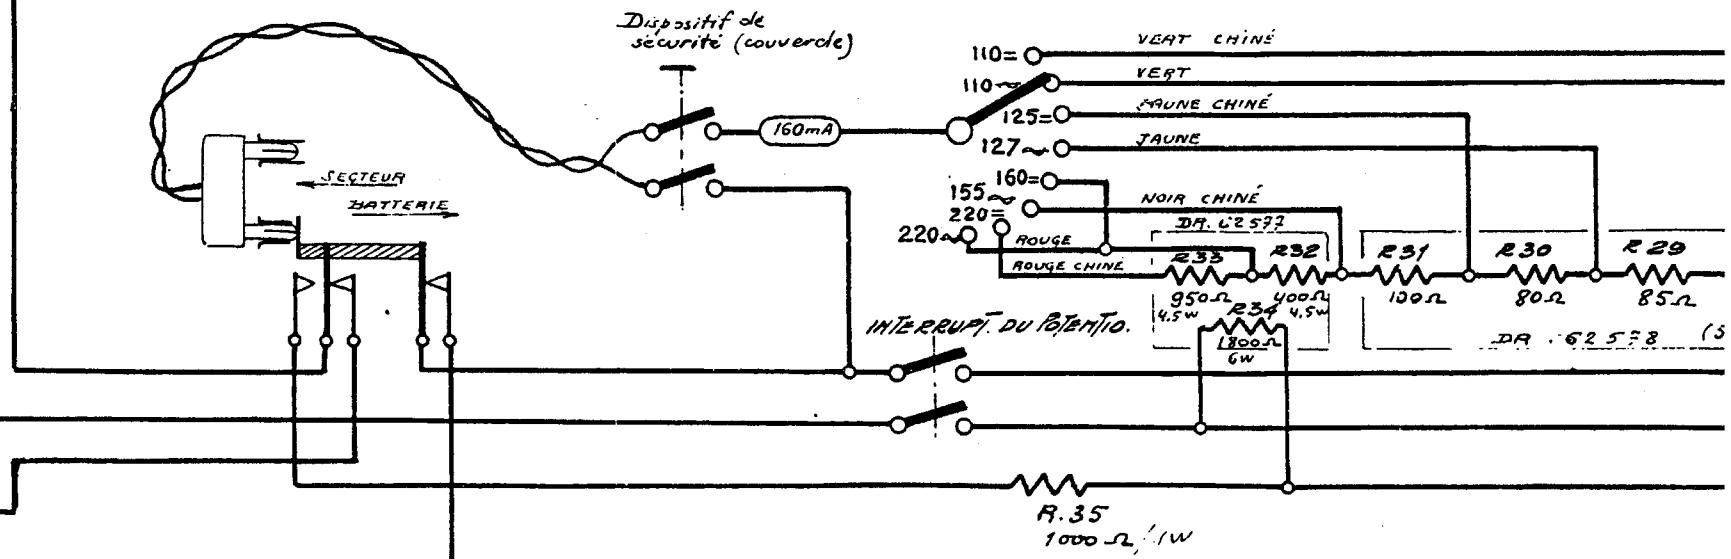 Dispositif de
sécurité (couvercle)
110=
VERT CHINÉ
110~
VERT
125=
JAUNE CHINÉ
160mA
127~
JAUNE
SECTEUR
BATTERIE
160=
155~
NOIR CHINÉ
220=
220~
ROUGE
ROUGE CHINÉ
DR. 62577
R33
R32
R31
R30
R29
950Ω
4.5W
400Ω
4.5W
100Ω
80Ω
85Ω
R34
1800Ω
6W
INTERRUPT. DU POTENTIO.
DR 62578
(S
R.35
1000Ω/1W